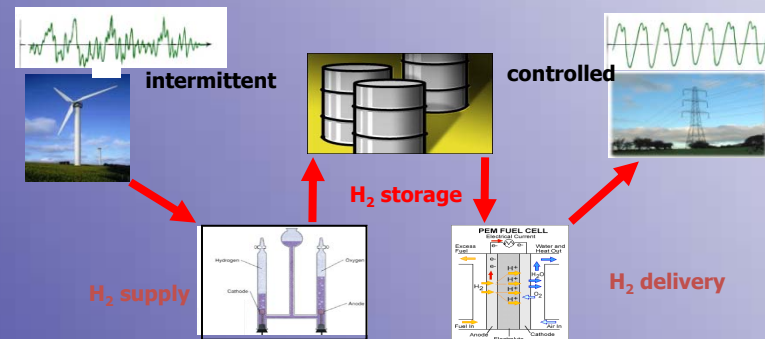 intermittent
controlled
H₂ storage
H₂ supply
Hydrogen
Oxygen
Cathode
Anode
PEM FUEL CELL
Electrical Current
Excess
Fuel
Water and
Heat Out
e-
e-
e-
e-
H+
H+
H+
H+
H₂
H₂O
O₂
Fuel In
Air In
Anode
Cathode
Electrolyte
H₂ delivery